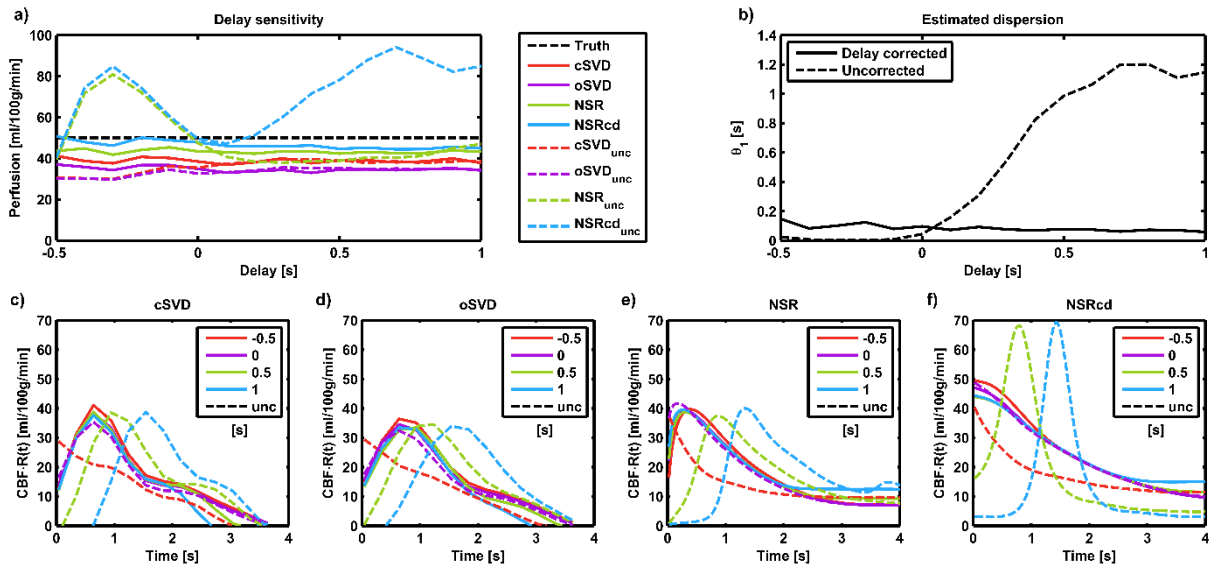 a) Delay sensitivity
Perfusion [ml/100g/min]
100
80
60
40
20
0
-0.5 0 0.5 1
Delay [s]
Truth
cSVD
oSVD
NSR
NSRcd
cSVDunc
oSVDunc
NSRunc
NSRcdunc
b) Estimated dispersion
θ1 [s]
1.4
1.2
1
0.8
0.6
0.4
0.2
0
-0.5 0 0.5 1
Delay [s]
Delay corrected
Uncorrected
c) cSVD
CBF·R(t) [ml/100g/min]
70
60
50
40
30
20
10
0
0 1 2 3 4
Time [s]
-0.5
0
0.5
1
unc
[s]
d) oSVD
CBF·R(t) [ml/100g/min]
70
60
50
40
30
20
10
0
0 1 2 3 4
Time [s]
-0.5
0
0.5
1
unc
[s]
e) NSR
CBF·R(t) [ml/100g/min]
70
60
50
40
30
20
10
0
0 1 2 3 4
Time [s]
-0.5
0
0.5
1
unc
[s]
f) NSRcd
CBF·R(t) [ml/100g/min]
70
60
50
40
30
20
10
0
0 1 2 3 4
Time [s]
-0.5
0
0.5
1
unc
[s]